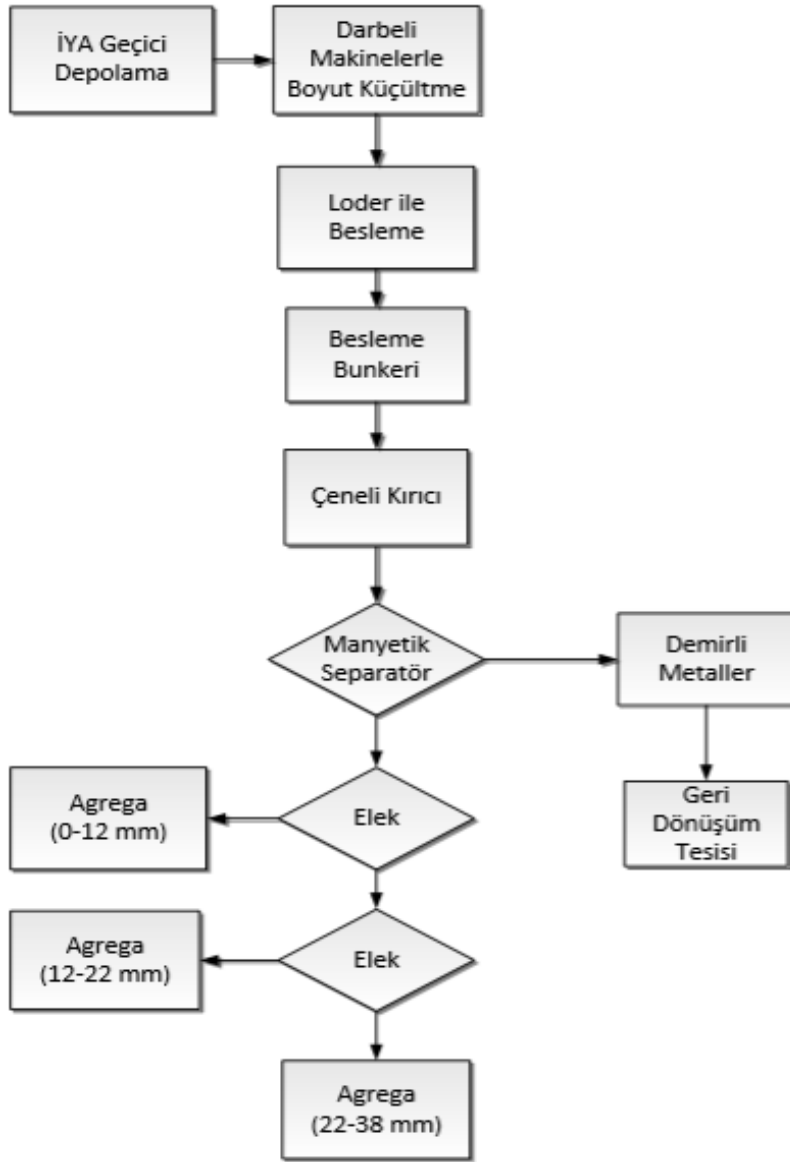 İYA Geçici
Depolama
Darbeli
Makinelerle
Boyut Küçültme
Loder ile
Besleme
Besleme
Bunkeri
Çeneli Kırıcı
Manyetik
Separatör
Demirli
Metaller
Geri
Dönüşüm
Tesisi
Elek
Agrega
(0-12 mm)
Elek
Agrega
(12-22 mm)
Agrega
(22-38 mm)